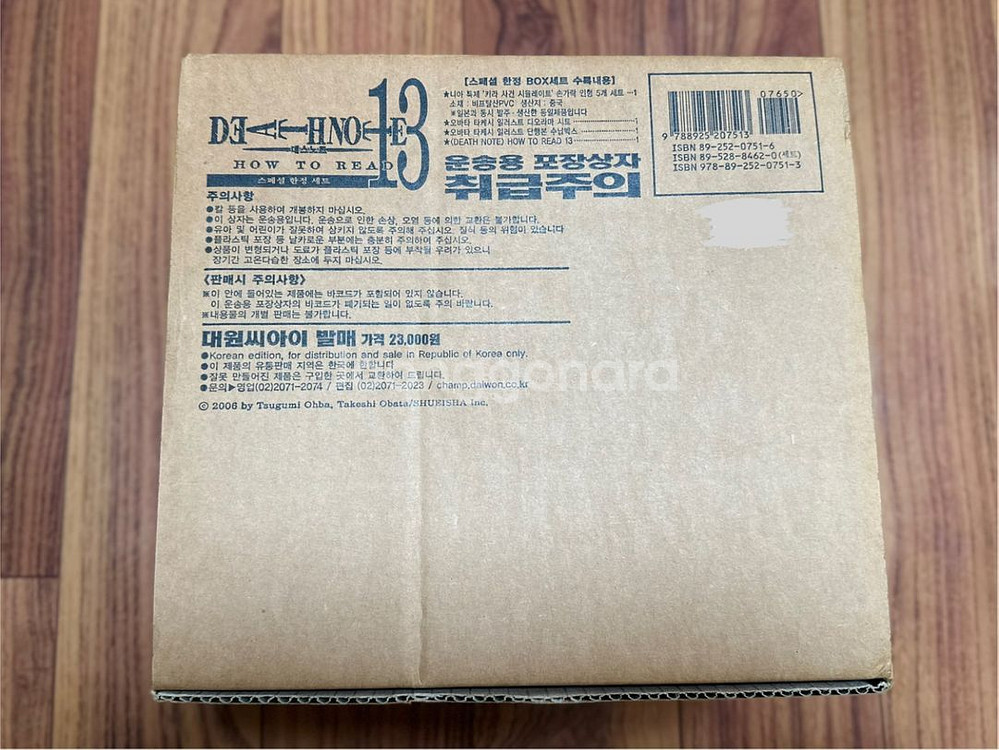 DEATHNOTE
데스노트
13
HOW TO READ
스페셜 한정 세트
[스페셜 한정 BOX세트 수록내용]
★니아 특제 '키라 사건 시뮬레이트' 손가락 인형 5개 세트 ─1
소재 : 비프탈산PVC 생산지 : 중국
※일본과 동시 발주·생산한 동일제품입니다
★오바타 타케시 일러스트 디오라마 시트 ─1
★오바타 타케시 일러스트 단행본 수납박스 ─1
★〈DEATH NOTE〉 HOW TO READ 13 ─1
운송용 포장상자
취급주의
07650>
9 788925 207513
ISBN 89-252-0751-6
ISBN 89-528-8462-0(세트)
ISBN 978-89-252-0751-3
주의사항
●칼 등을 사용하여 개봉하지 마십시오.
●이 상자는 운송용입니다. 운송으로 인한 손상, 오염 등에 의한 교환은 불가합니다.
●유아 및 어린이가 잘못하여 삼키지 않도록 주의해 주십시오. 질식 등의 위험이 있습니다
●플라스틱 포장 등 날카로운 부분에는 충분히 주의하여 주십시오.
●상품이 변형되거나 도료가 플라스틱 포장 등에 부착될 우려가 있으니
장기간 고온다습한 장소에 두지 마십시오.
〈판매시 주의사항〉
※이 안에 들어있는 제품에는 바코드가 포함되어 있지 않습니다.
이 운송용 포장상자의 바코드가 폐기되는 일이 없도록 주의 바랍니다.
※내용물의 개별 판매는 불가합니다.
대원씨아이 발매 가격 23,000원
●Korean edition, for distribution and sale in Republic of Korea only.
●이 제품의 유통판매 지역은 한국에 한합니다
●잘못 만들어진 제품은 구입한 곳에서 교환하여 드립니다.
●문의▶영업(02)2071-2074 / 편집 (02)2071-2023 / champ.daiwon.co.kr
© 2006 by Tsugumi Ohba, Takeshi Obata/SHUEISHA Inc.